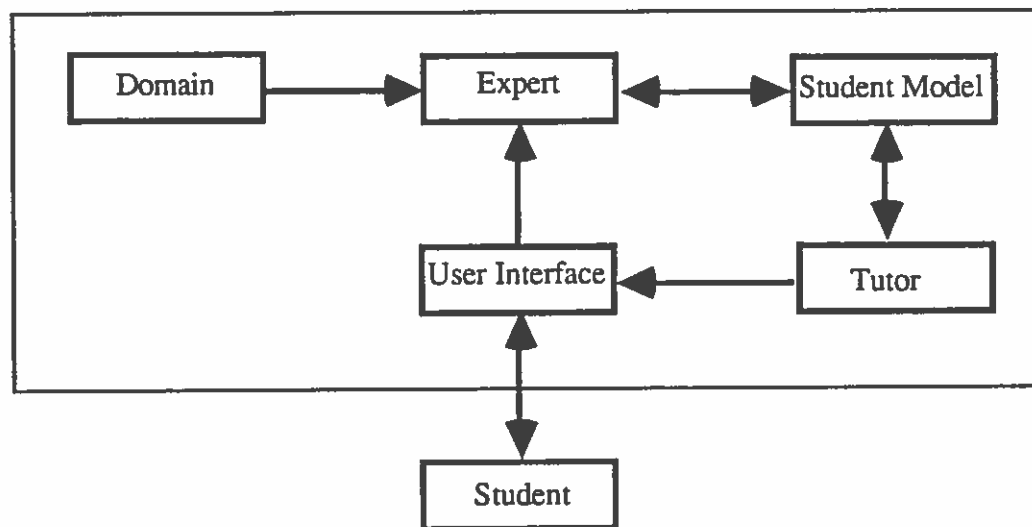 Domain
Expert
Student Model
User Interface
Tutor
Student